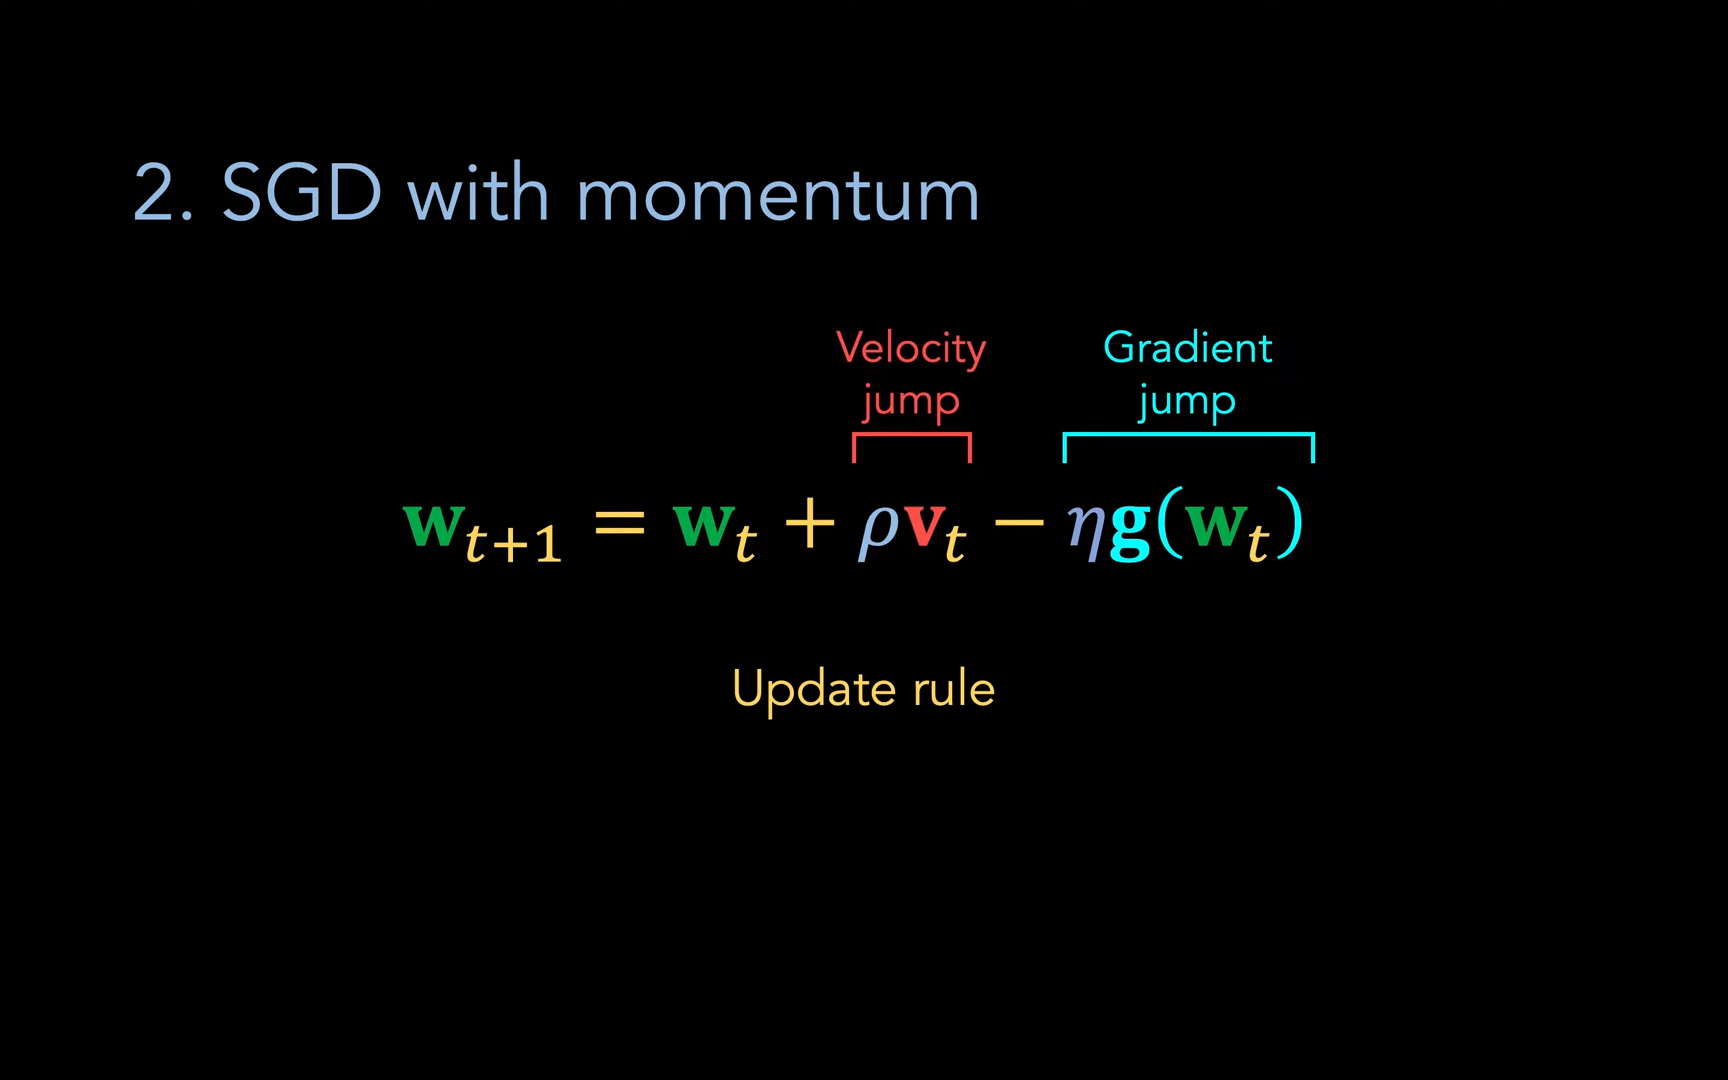 2. SGD with momentum
Velocity jump
Gradient jump
𝐰ₜ₊₁ = 𝐰ₜ + ρ𝐯ₜ − η𝐠(𝐰ₜ)
Update rule